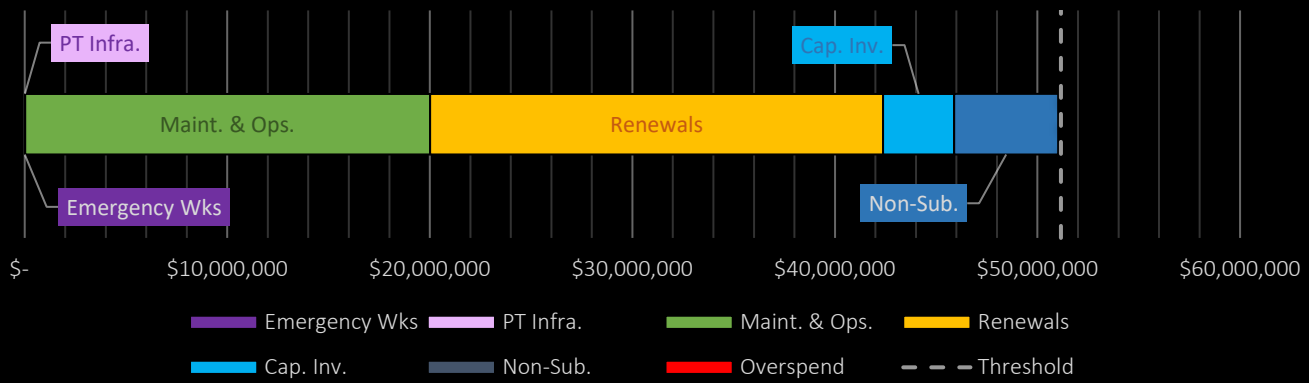 PT Infra.
Cap. Inv.
Maint. & Ops.
Renewals
Emergency Wks
Non-Sub.
$- $10,000,000 $20,000,000 $30,000,000 $40,000,000 $50,000,000 $60,000,000
Emergency Wks PT Infra. Maint. & Ops. Renewals
Cap. Inv. Non-Sub. Overspend Threshold